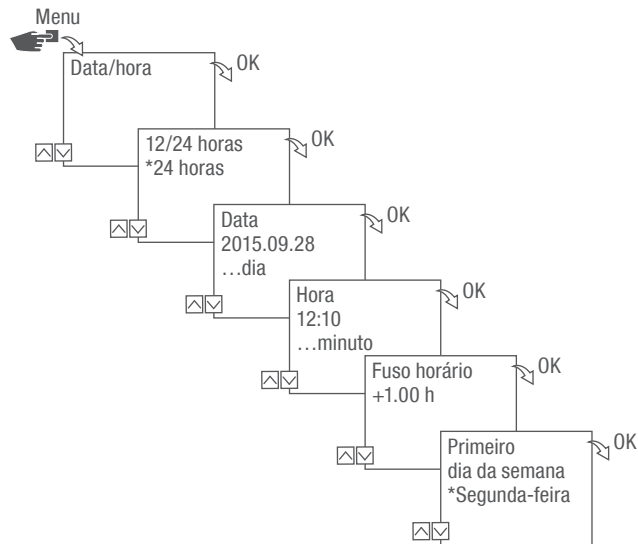 Menu
Data/hora
OK
12/24 horas
*24 horas
OK
Data
2015.09.28
…dia
OK
Hora
12:10
…minuto
OK
Fuso horário
+1.00 h
OK
Primeiro
dia da semana
*Segunda-feira
OK